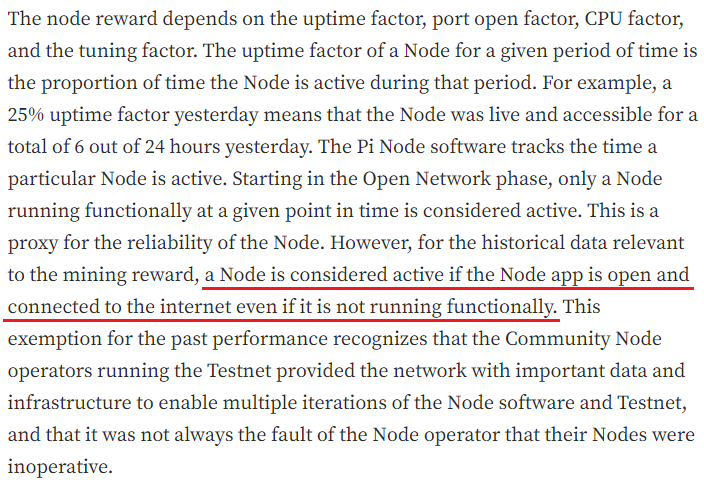 The node reward depends on the uptime factor, port open factor, CPU factor,
and the tuning factor. The uptime factor of a Node for a given period of time is
the proportion of time the Node is active during that period. For example, a
25% uptime factor yesterday means that the Node was live and accessible for a
total of 6 out of 24 hours yesterday. The Pi Node software tracks the time a
particular Node is active. Starting in the Open Network phase, only a Node
running functionally at a given point in time is considered active. This is a
proxy for the reliability of the Node. However, for the historical data relevant
to the mining reward, a Node is considered active if the Node app is open and
connected to the internet even if it is not running functionally. This
exemption for the past performance recognizes that the Community Node
operators running the Testnet provided the network with important data and
infrastructure to enable multiple iterations of the Node software and Testnet,
and that it was not always the fault of the Node operator that their Nodes were
inoperative.